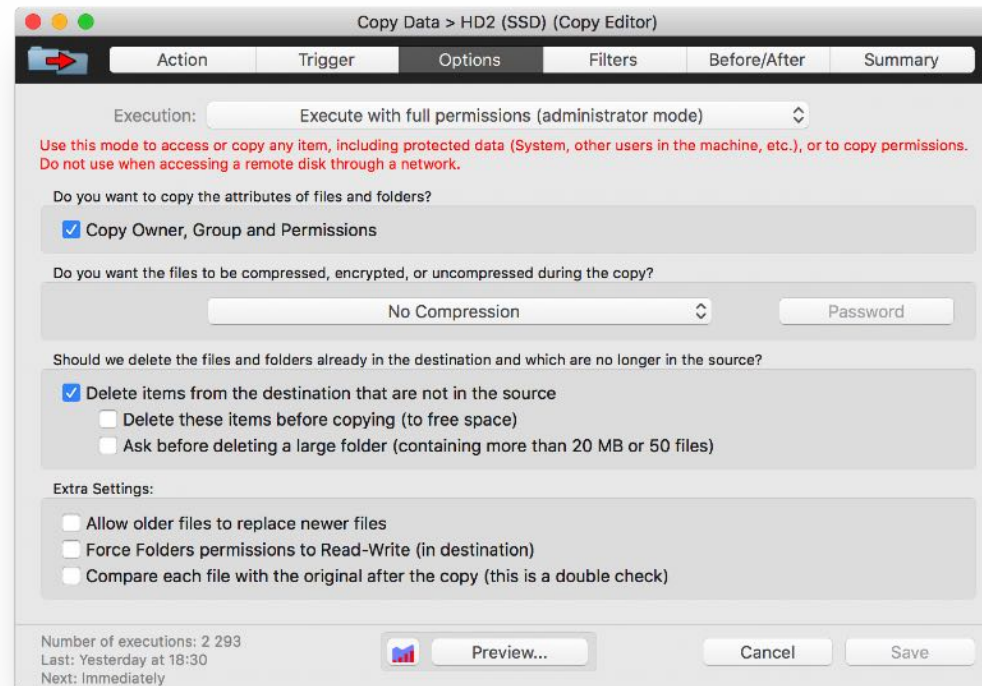 Copy Data > HD2 (SSD) (Copy Editor)
Action Trigger Options Filters Before/After Summary
Execution: Execute with full permissions (administrator mode)
Use this mode to access or copy any item, including protected data (System, other users in the machine, etc.), or to copy permissions.
Do not use when accessing a remote disk through a network.
Do you want to copy the attributes of files and folders?
Copy Owner, Group and Permissions
Do you want the files to be compressed, encrypted, or uncompressed during the copy?
No Compression Password
Should we delete the files and folders already in the destination and which are no longer in the source?
Delete items from the destination that are not in the source
Delete these items before copying (to free space)
Ask before deleting a large folder (containing more than 20 MB or 50 files)
Extra Settings:
Allow older files to replace newer files
Force Folders permissions to Read-Write (in destination)
Compare each file with the original after the copy (this is a double check)
Number of executions: 2 293
Last: Yesterday at 18:30
Next: Immediately
Preview... Cancel Save